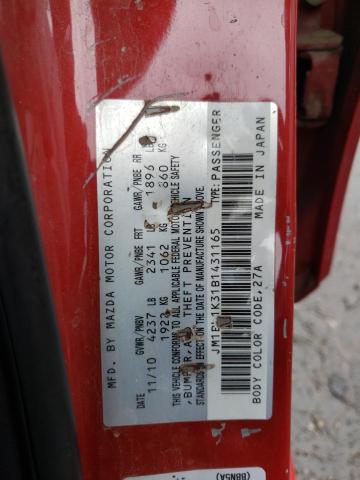 MFD. BY MAZDA MOTOR CORPORATION
DATE GVWR/PNBV GAWR/PNBE FRT GAWR/PNBE RR
11/10 4237 LB 2341 LB 1896 LB
1922 KG 1062 KG 860 KG
THIS VEHICLE CONFORMS TO ALL APPLICABLE FEDERAL MOTOR VEHICLE SAFETY
,BUMPER, AND THEFT PREVENTION
STANDARDS IN EFFECT ON THE DATE OF MANUFACTURE SHOWN ABOVE.
1K31B1431165 TYPE:PASSENGER
BODY COLOR CODE,27A MADE IN JAPAN
(BBN5A)